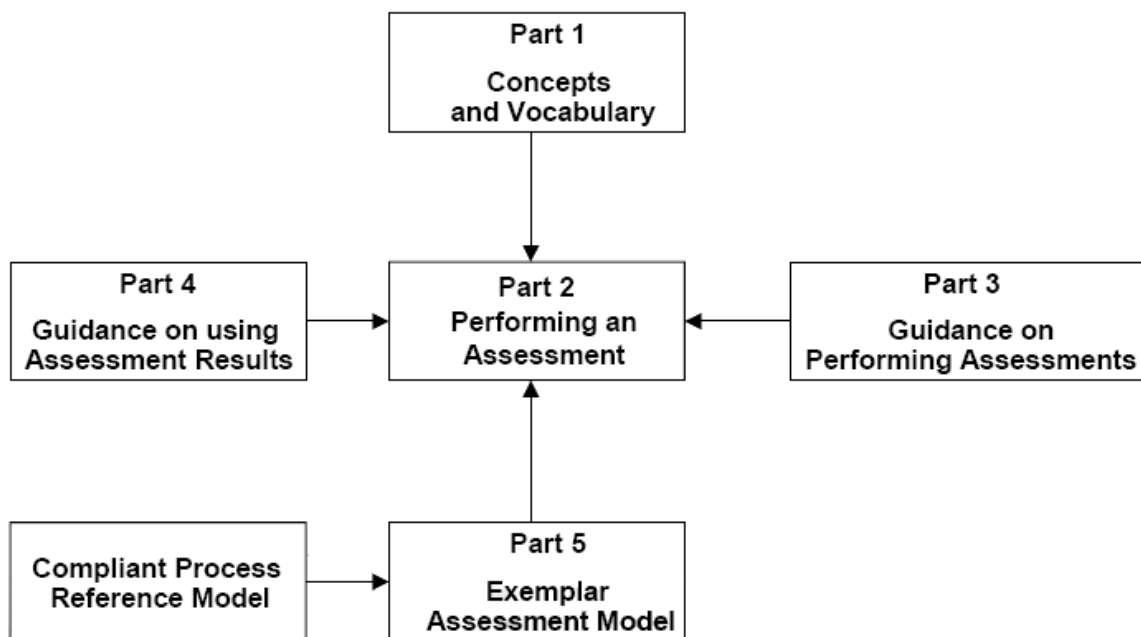 Part 1
Concepts
and Vocabulary
Part 4
Guidance on using
Assessment Results
Part 2
Performing an
Assessment
Part 3
Guidance on
Performing Assessments
Compliant Process
Reference Model
Part 5
Exemplar
Assessment Model